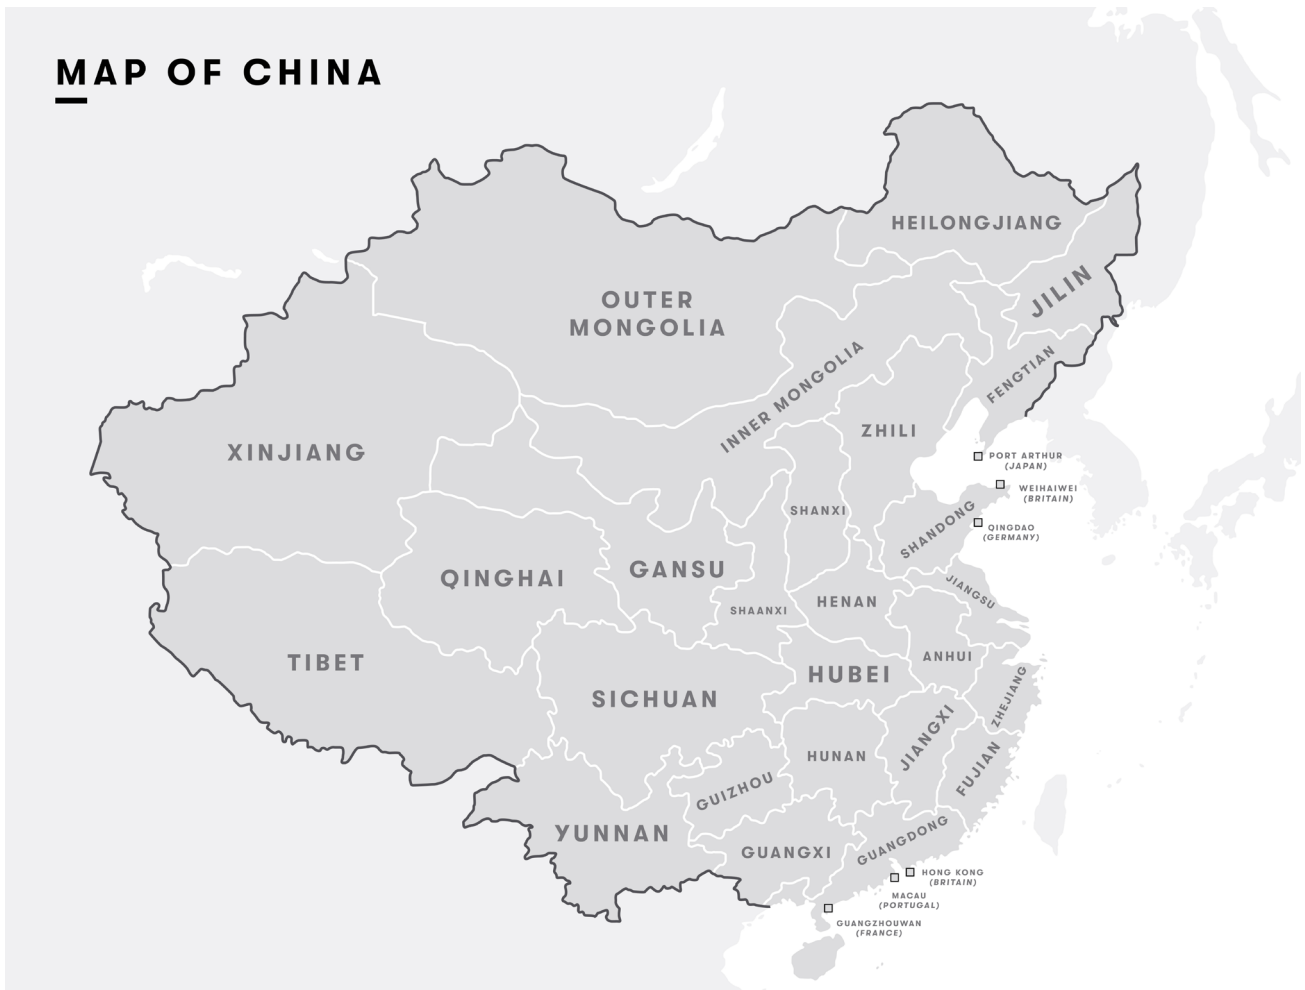 MAP OF CHINA
HEILONGJIANG
JILIN
OUTER
MONGOLIA
FENGTIAN
INNER MONGOLIA
ZHILI
XINJIANG
PORT ARTHUR
(JAPAN)
WEIHAIWEI
(BRITAIN)
SHANXI
SHANDONG
QINGDAO
(GERMANY)
QINGHAI
GANSU
JIANGSU
SHAANXI
HENAN
TIBET
ANHUI
HUBEI
SICHUAN
ZHEJIANG
JIANGXI
HUNAN
FUJIAN
GUIZHOU
YUNNAN
GUANGXI
GUANGDONG
HONG KONG
(BRITAIN)
MACAU
(PORTUGAL)
GUANGZHOUWAN
(FRANCE)